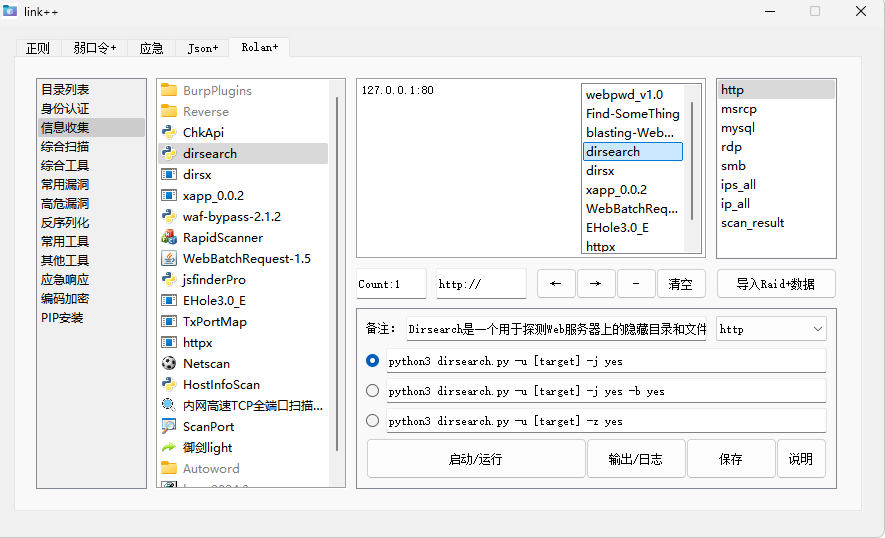 link++
正则
弱口令+
应急
Json+
Rolan+
目录列表
身份认证
信息收集
综合扫描
综合工具
常用漏洞
高危漏洞
反序列化
常用工具
其他工具
应急响应
编码加密
PIP安装
BurpPlugins
Reverse
ChkApi
dirsearch
dirsx
xapp_0.0.2
waf-bypass-2.1.2
RapidScanner
WebBatchRequest-1.5
jsfinderPro
EHole3.0_E
TxPortMap
httpx
Netscan
HostInfoScan
内网高速TCP全端口扫描...
ScanPort
御剑light
Autoword
127.0.0.1:80
webpwd_v1.0
Find-SomeThing
blasting-Web...
dirsearch
dirsx
xapp_0.0.2
WebBatchReq...
EHole3.0_E
httpx
http
msrcp
mysql
rdp
smb
ips_all
ip_all
scan_result
Count:1
http://
←
→
-
清空
导入Raid+数据
备注：
Dirsearch是一个用于探测Web服务器上的隐藏目录和文件
http
python3 dirsearch.py -u [target] -j yes
python3 dirsearch.py -u [target] -j yes -b yes
python3 dirsearch.py -u [target] -z yes
启动/运行
输出/日志
保存
说明